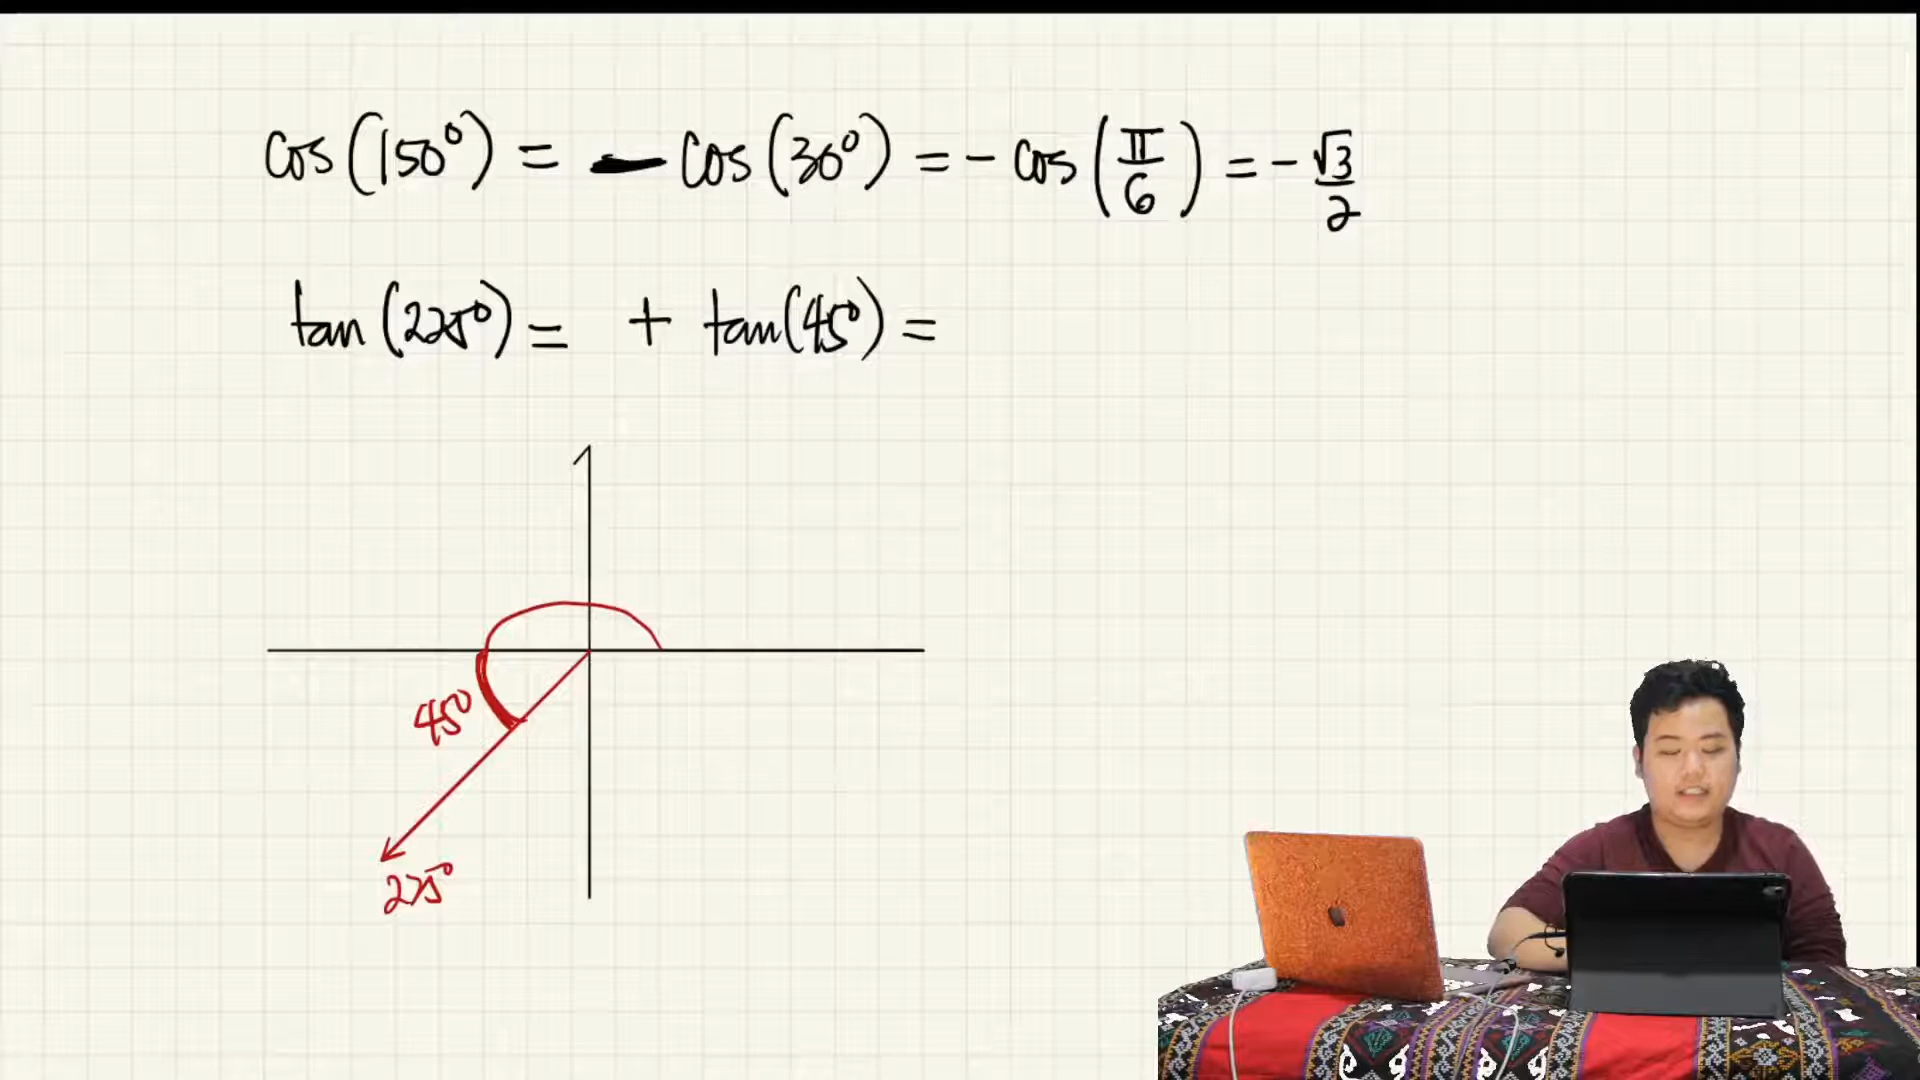 cos(150°) = - cos(30°) = - cos(π/6) = - √3/2
tan(225°) = + tan(45°) =
45°
225°